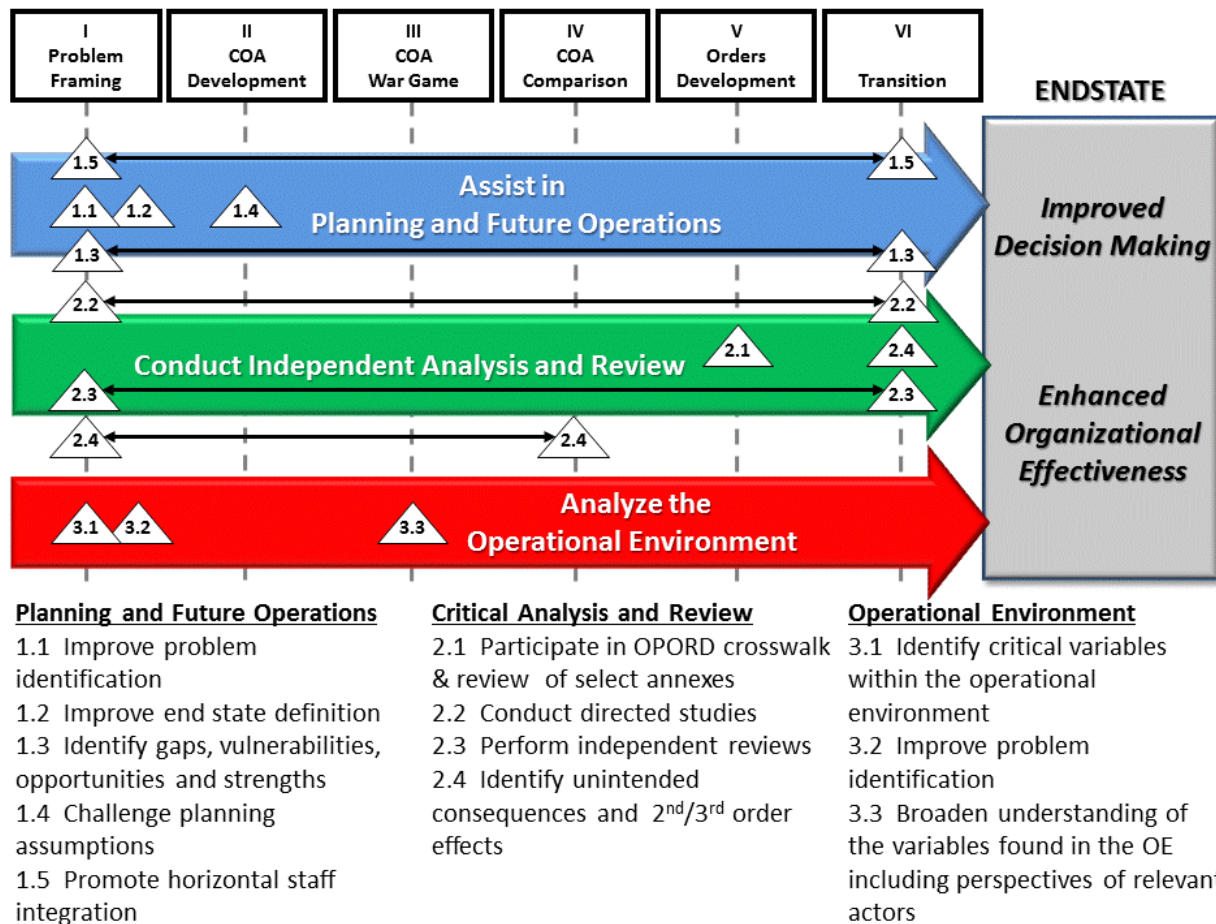 I
Problem
Framing
II
COA
Development
III
COA
War Game
IV
COA
Comparison
V
Orders
Development
VI
Transition
ENDSTATE
1.5
1.5
Assist in
Planning and Future Operations
1.1
1.2
1.4
1.3
1.3
Improved
Decision Making
2.2
2.2
Conduct Independent Analysis and Review
2.1
2.4
2.3
2.3
2.4
2.4
Enhanced
Organizational
Effectiveness
3.1
3.2
3.3
Analyze the
Operational Environment
Planning and Future Operations
1.1 Improve problem
identification
1.2 Improve end state definition
1.3 Identify gaps, vulnerabilities,
opportunities and strengths
1.4 Challenge planning
assumptions
1.5 Promote horizontal staff
integration
Critical Analysis and Review
2.1 Participate in OPORD crosswalk
& review of select annexes
2.2 Conduct directed studies
2.3 Perform independent reviews
2.4 Identify unintended
consequences and 2nd/3rd order
effects
Operational Environment
3.1 Identify critical variables
within the operational
environment
3.2 Improve problem
identification
3.3 Broaden understanding of
the variables found in the OE
including perspectives of relevant
actors